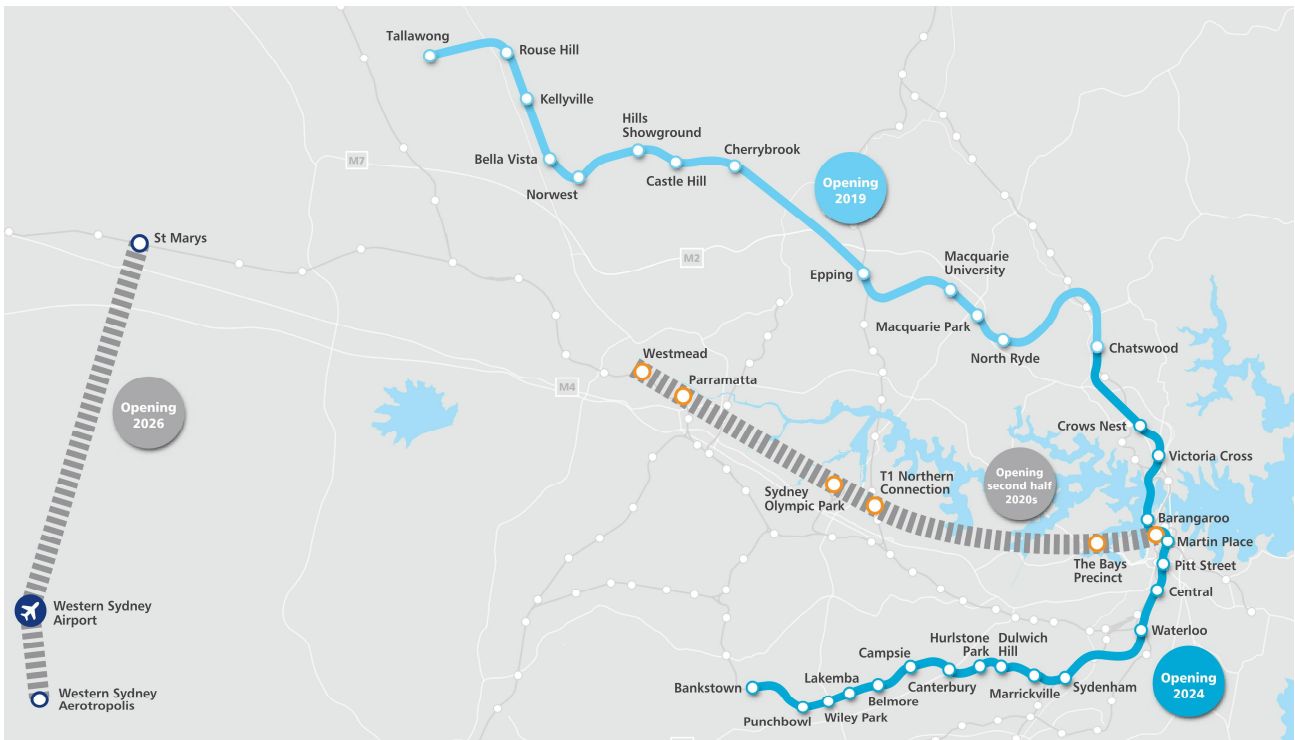 Tallawong
Rouse Hill
Kellyville
Hills
Showground
Cherrybrook
M7
Bella Vista
Castle Hill
Norwest
Opening
2019
St Marys
M2
Epping
Macquarie
University
Macquarie Park
North Ryde
Chatswood
Westmead
Parramatta
M4
Opening
2026
Crows Nest
Victoria Cross
T1 Northern
Connection
Opening
second half
2020s
Sydney
Olympic Park
Barangaroo
Martin Place
The Bays
Precinct
Pitt Street
Central
Western Sydney
Airport
Waterloo
Hurlstone
Park
Dulwich
Hill
Campsie
Lakemba
Bankstown
Canterbury
Marrickville
Sydenham
Belmore
Wiley Park
Punchbowl
Opening
2024
Western Sydney
Aerotropolis